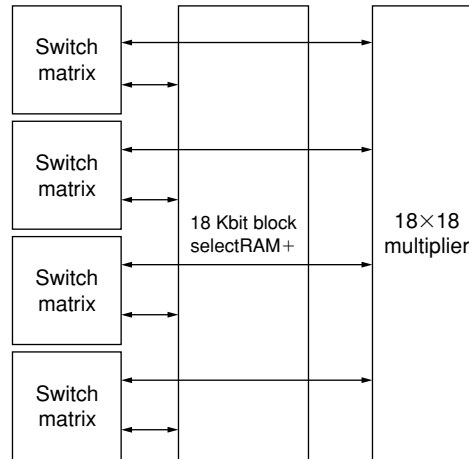 Switch
matrix
Switch
matrix
18 Kbit block
selectRAM+
18×18
multiplier
Switch
matrix
Switch
matrix